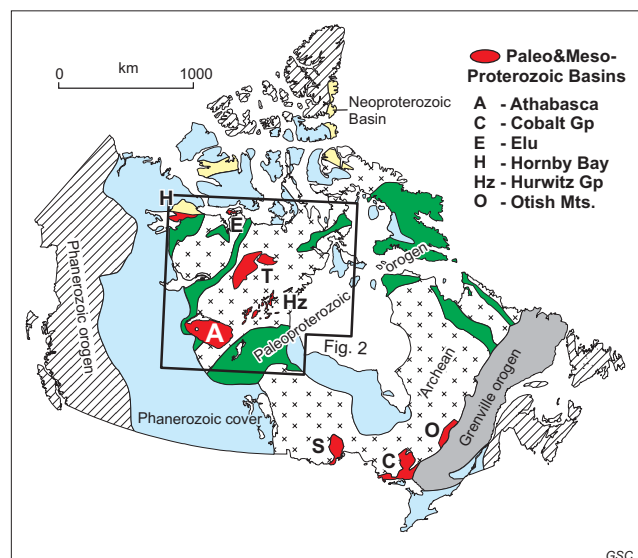 km
0 1000
Paleo&Meso-
Proterozoic Basins
A - Athabasca
C - Cobalt Gp
E - Elu
H - Hornby Bay
Hz - Hurwitz Gp
O - Otish Mts.
Neoproterozoic
Basin
H
E
T
Hz
A
Phanerozoic orogen
Paleoproterozoic
orogen
Fig. 2
Archean
Phanerozoic cover
Grenville orogen
S
C
O
GSC